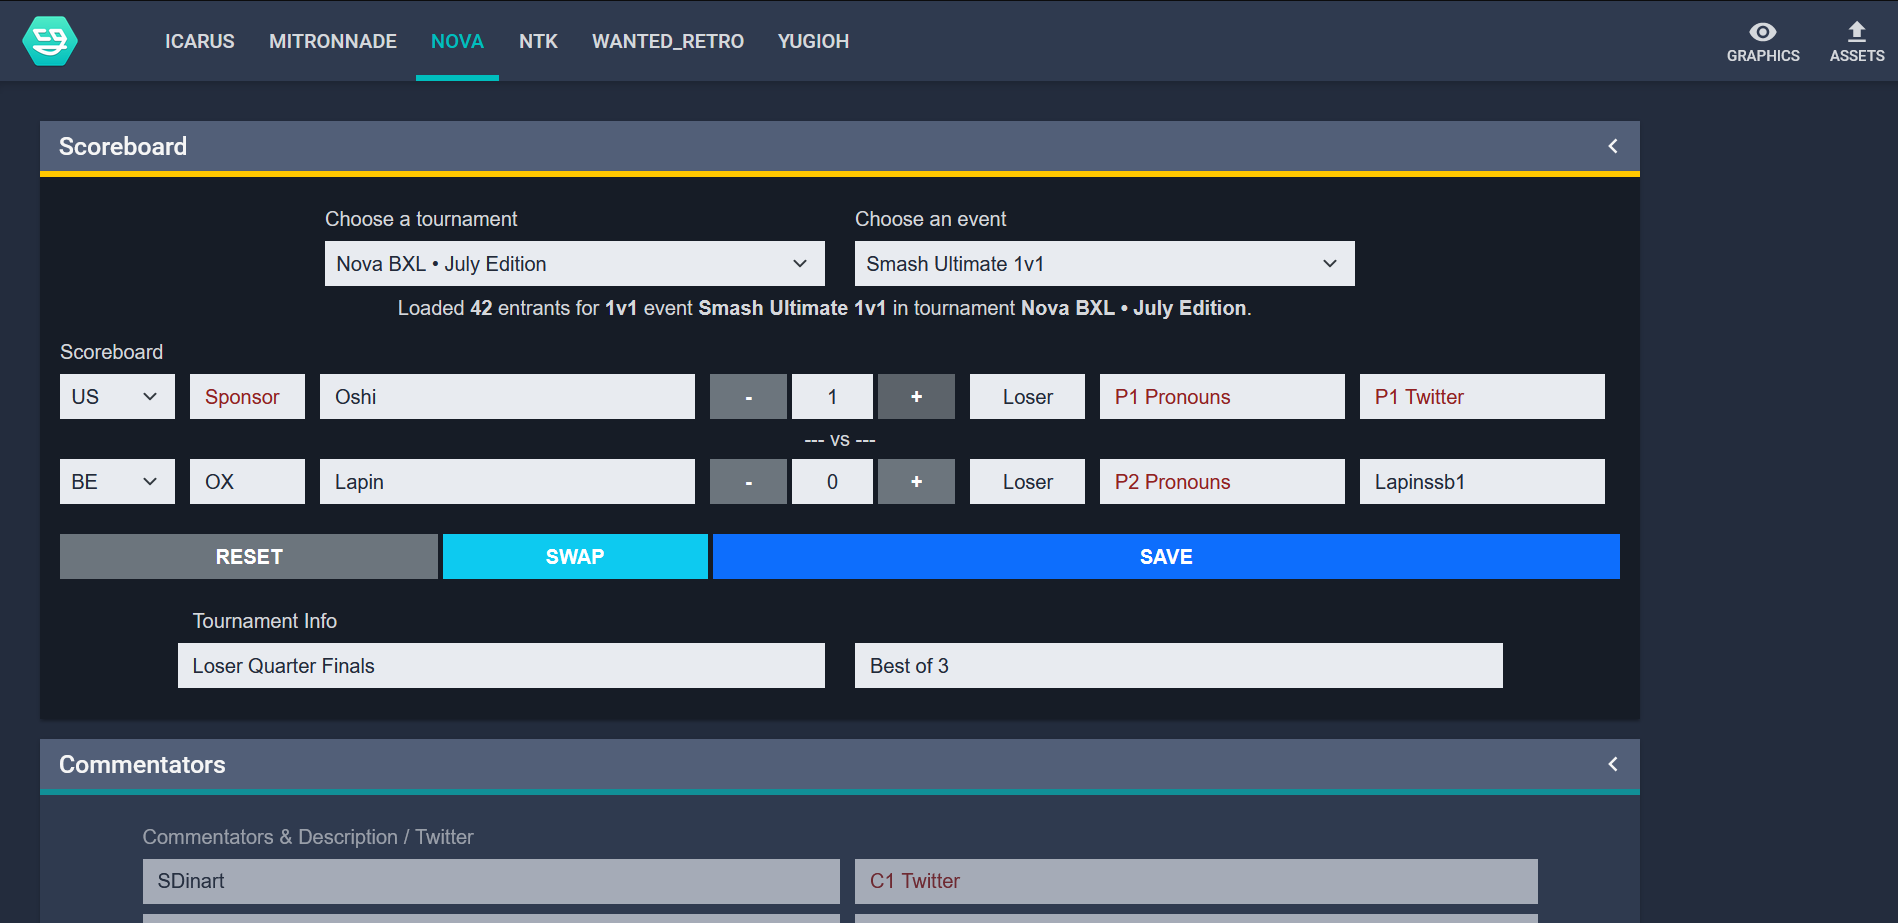 ICARUS MITRONNADE NOVA NTK WANTED_RETRO YUGIOH GRAPHICS ASSETS
Scoreboard
Choose a tournament Choose an event
Nova BXL • July Edition Smash Ultimate 1v1
Loaded 42 entrants for 1v1 event Smash Ultimate 1v1 in tournament Nova BXL • July Edition.
Scoreboard
US Sponsor Oshi - 1 + Loser P1 Pronouns P1 Twitter
--- vs ---
BE OX Lapin - 0 + Loser P2 Pronouns Lapinssb1
RESET SWAP SAVE
Tournament Info
Loser Quarter Finals Best of 3
Commentators
Commentators & Description / Twitter
SDinart C1 Twitter